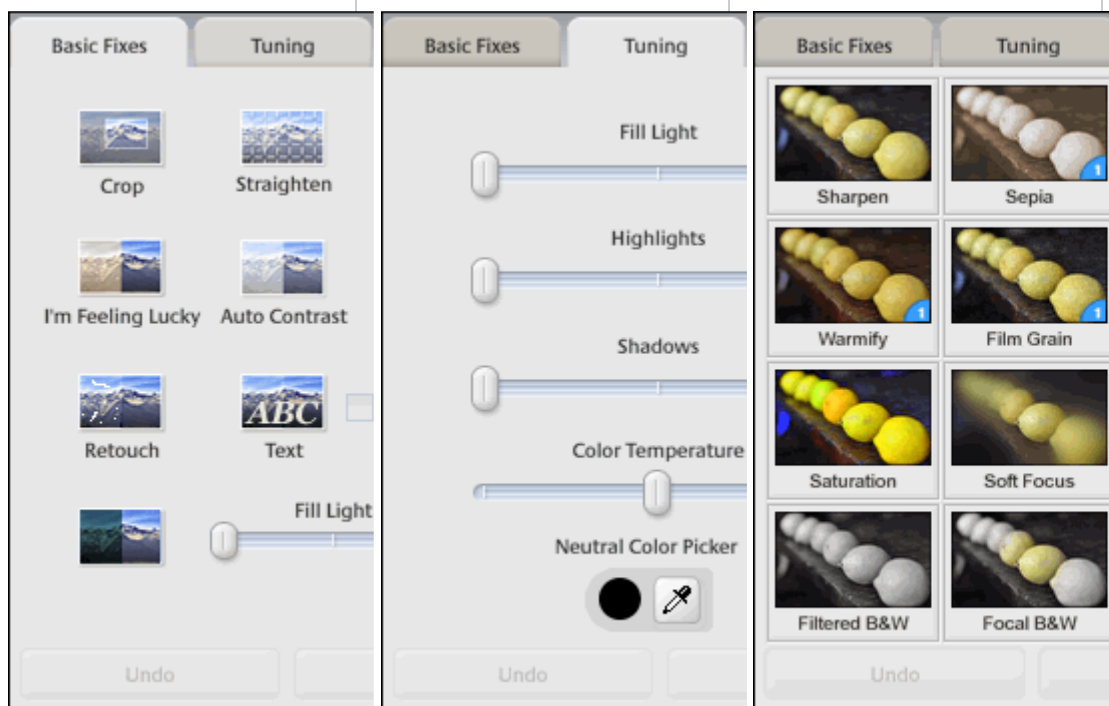 Basic Fixes Tuning
Crop Straighten
I'm Feeling Lucky Auto Contrast
ABC
Retouch Text
Fill Light
Undo
Basic Fixes Tuning
Fill Light
Highlights
Shadows
Color Temperature
Neutral Color Picker
Undo
Basic Fixes Tuning
Sharpen Sepia
1
Warmify Film Grain
1 1
Saturation Soft Focus
Filtered B&W Focal B&W
Undo